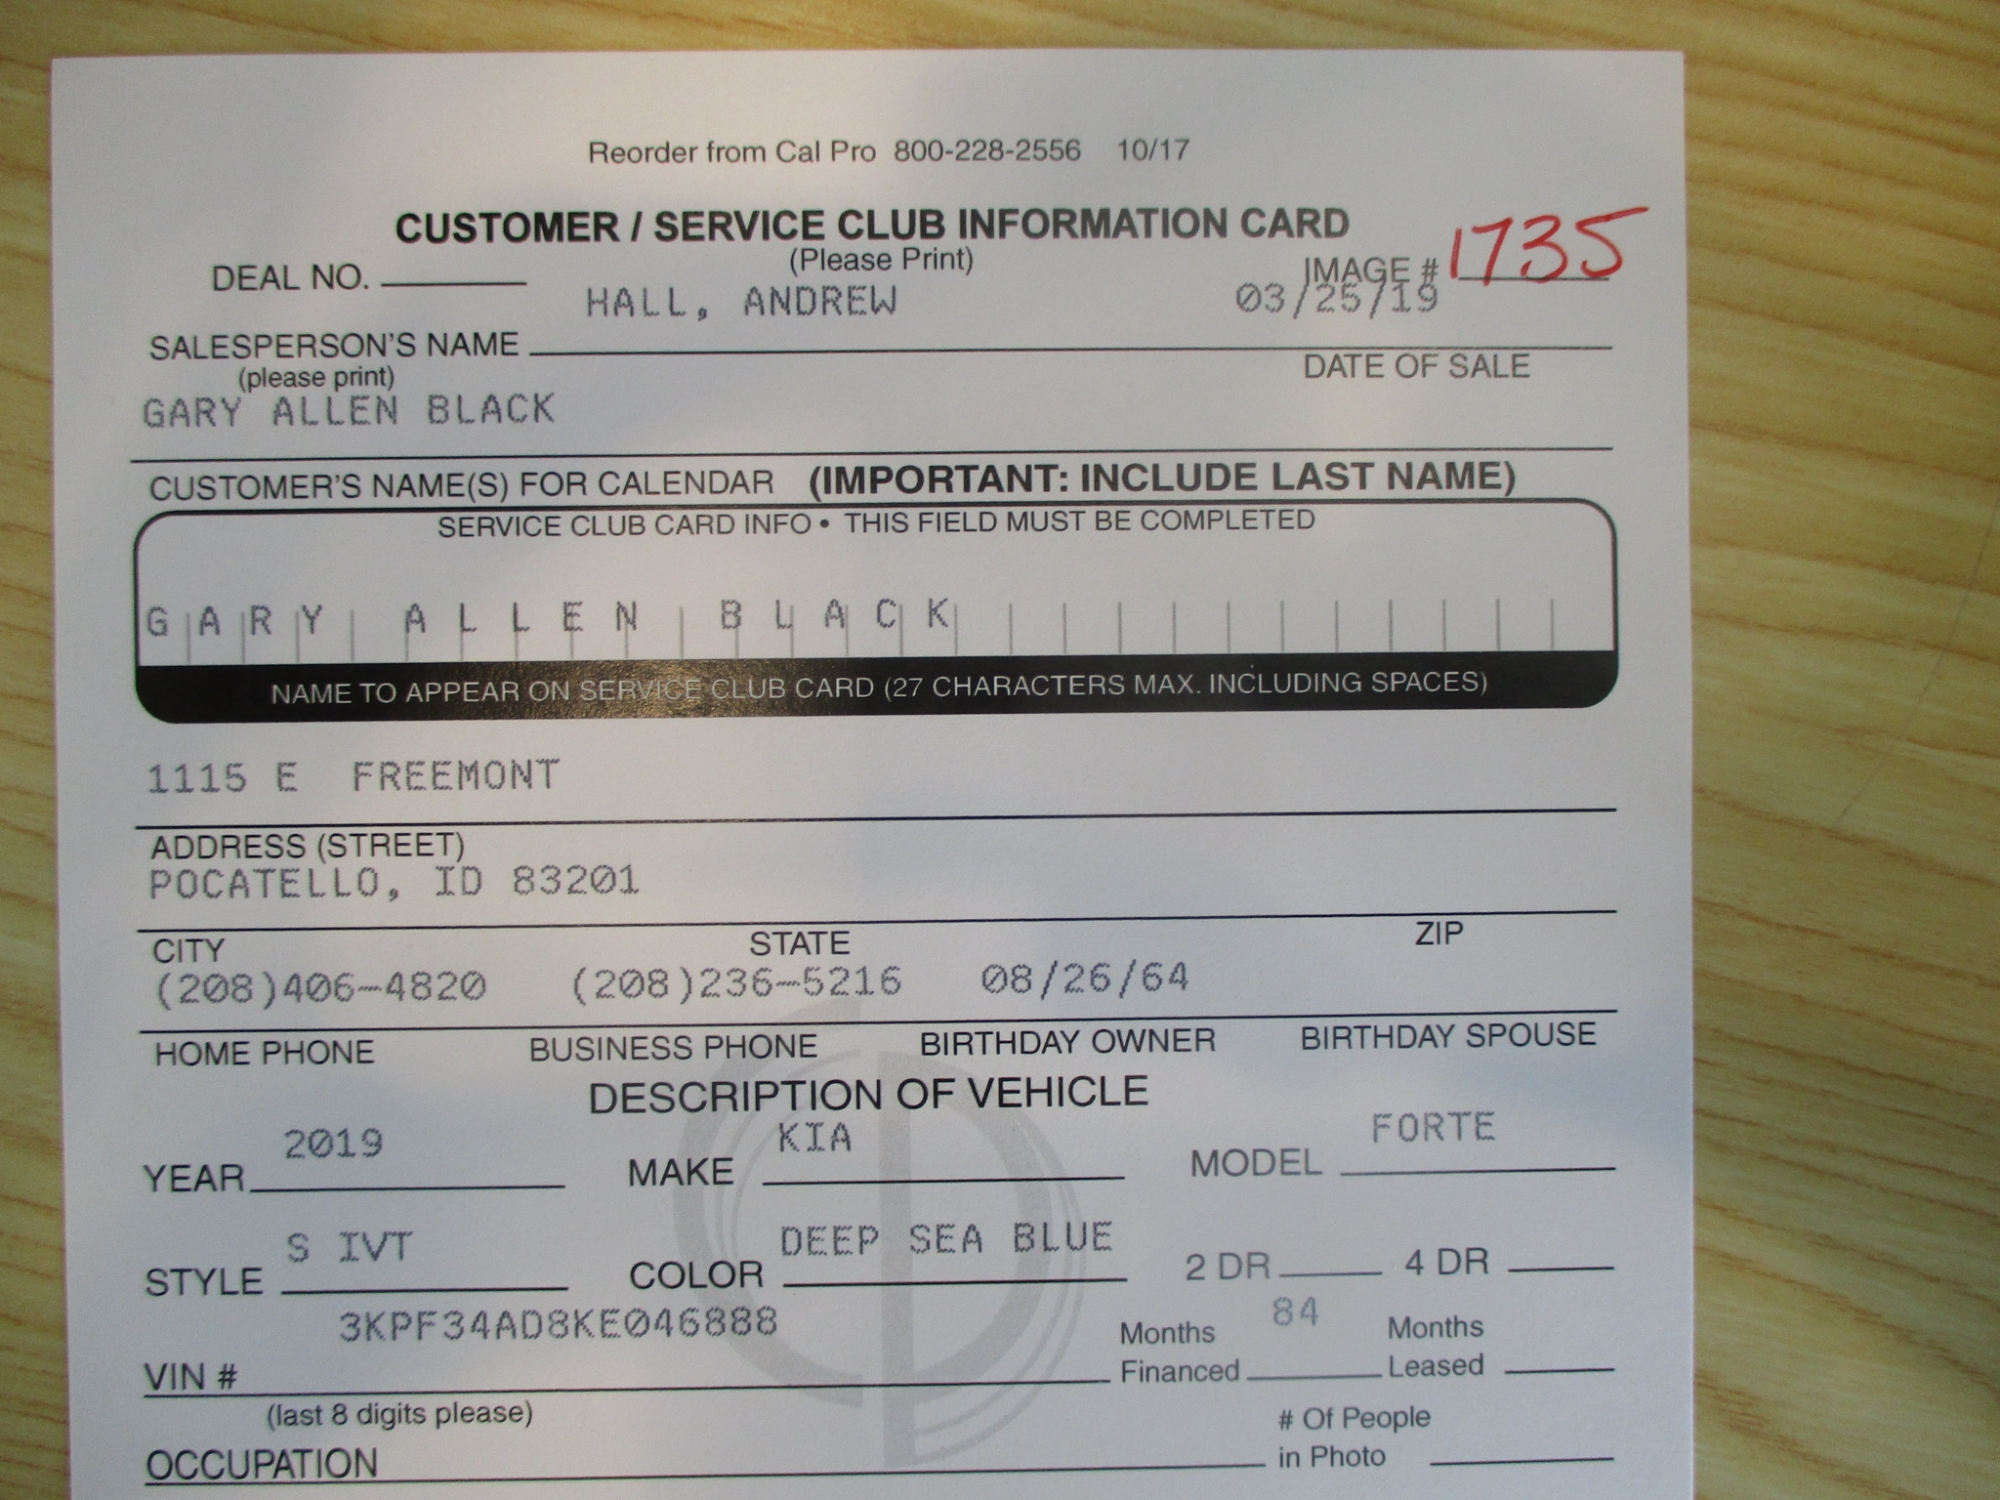 Reorder from Cal Pro 800-228-2556 10/17
CUSTOMER / SERVICE CLUB INFORMATION CARD
(Please Print)
DEAL NO. IMAGE # 1735
HALL, ANDREW 03/25/19
SALESPERSON'S NAME
(please print) DATE OF SALE
GARY ALLEN BLACK
CUSTOMER'S NAME(S) FOR CALENDAR (IMPORTANT: INCLUDE LAST NAME)
SERVICE CLUB CARD INFO • THIS FIELD MUST BE COMPLETED
GARY ALLEN BLACK
NAME TO APPEAR ON SERVICE CLUB CARD (27 CHARACTERS MAX. INCLUDING SPACES)
1115 E FREEMONT
ADDRESS (STREET)
POCATELLO, ID 83201
CITY STATE ZIP
(208)406-4820 (208)236-5216 08/26/64
HOME PHONE BUSINESS PHONE BIRTHDAY OWNER BIRTHDAY SPOUSE
DESCRIPTION OF VEHICLE
2019 KIA FORTE
YEAR MAKE MODEL
S IVT DEEP SEA BLUE
STYLE COLOR 2 DR 4 DR
3KPF34AD8KE046888 84
Months Months
VIN # Financed Leased
(last 8 digits please) # Of People
OCCUPATION in Photo